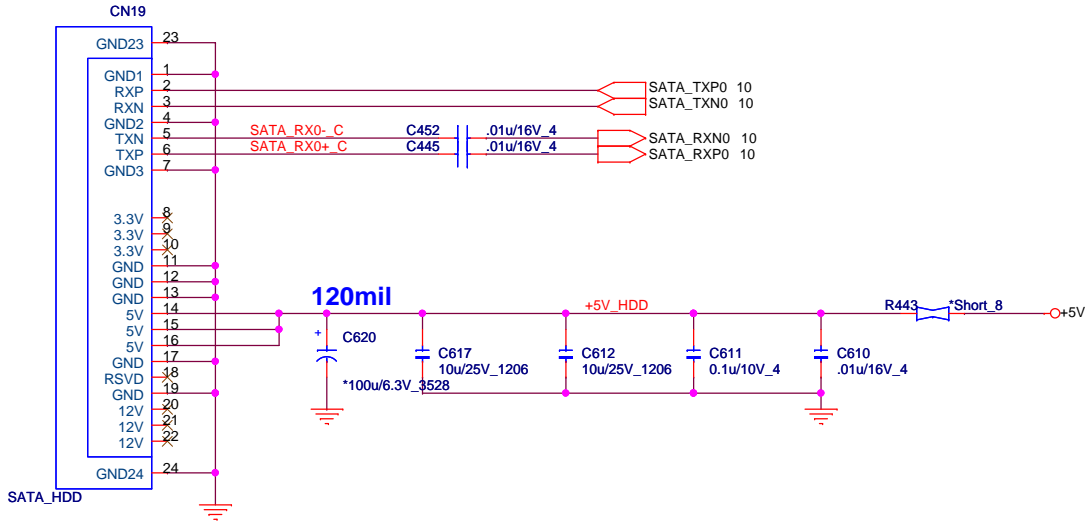 CN19
GND23 23
GND1 1
RXP 2 SATA_TXP0 10
RXN 3 SATA_TXN0 10
GND2 4
TXN 5 SATA_RX0-_C C452 .01u/16V_4 SATA_RXN0 10
TXP 6 SATA_RX0+_C C445 .01u/16V_4 SATA_RXP0 10
GND3 7
3.3V 8
3.3V 9
3.3V 10
GND 11
GND 12
GND 13
120mil
5V 14 +5V_HDD R443 *Short_8 +5V
5V 15
5V 16
+ C620
C617 10u/25V_1206
C612 10u/25V_1206
C611 0.1u/10V_4
C610 .01u/16V_4
*100u/6.3V_3528
GND 17
RSVD 18
GND 19
12V 20
12V 21
12V 22
GND24 24
SATA_HDD